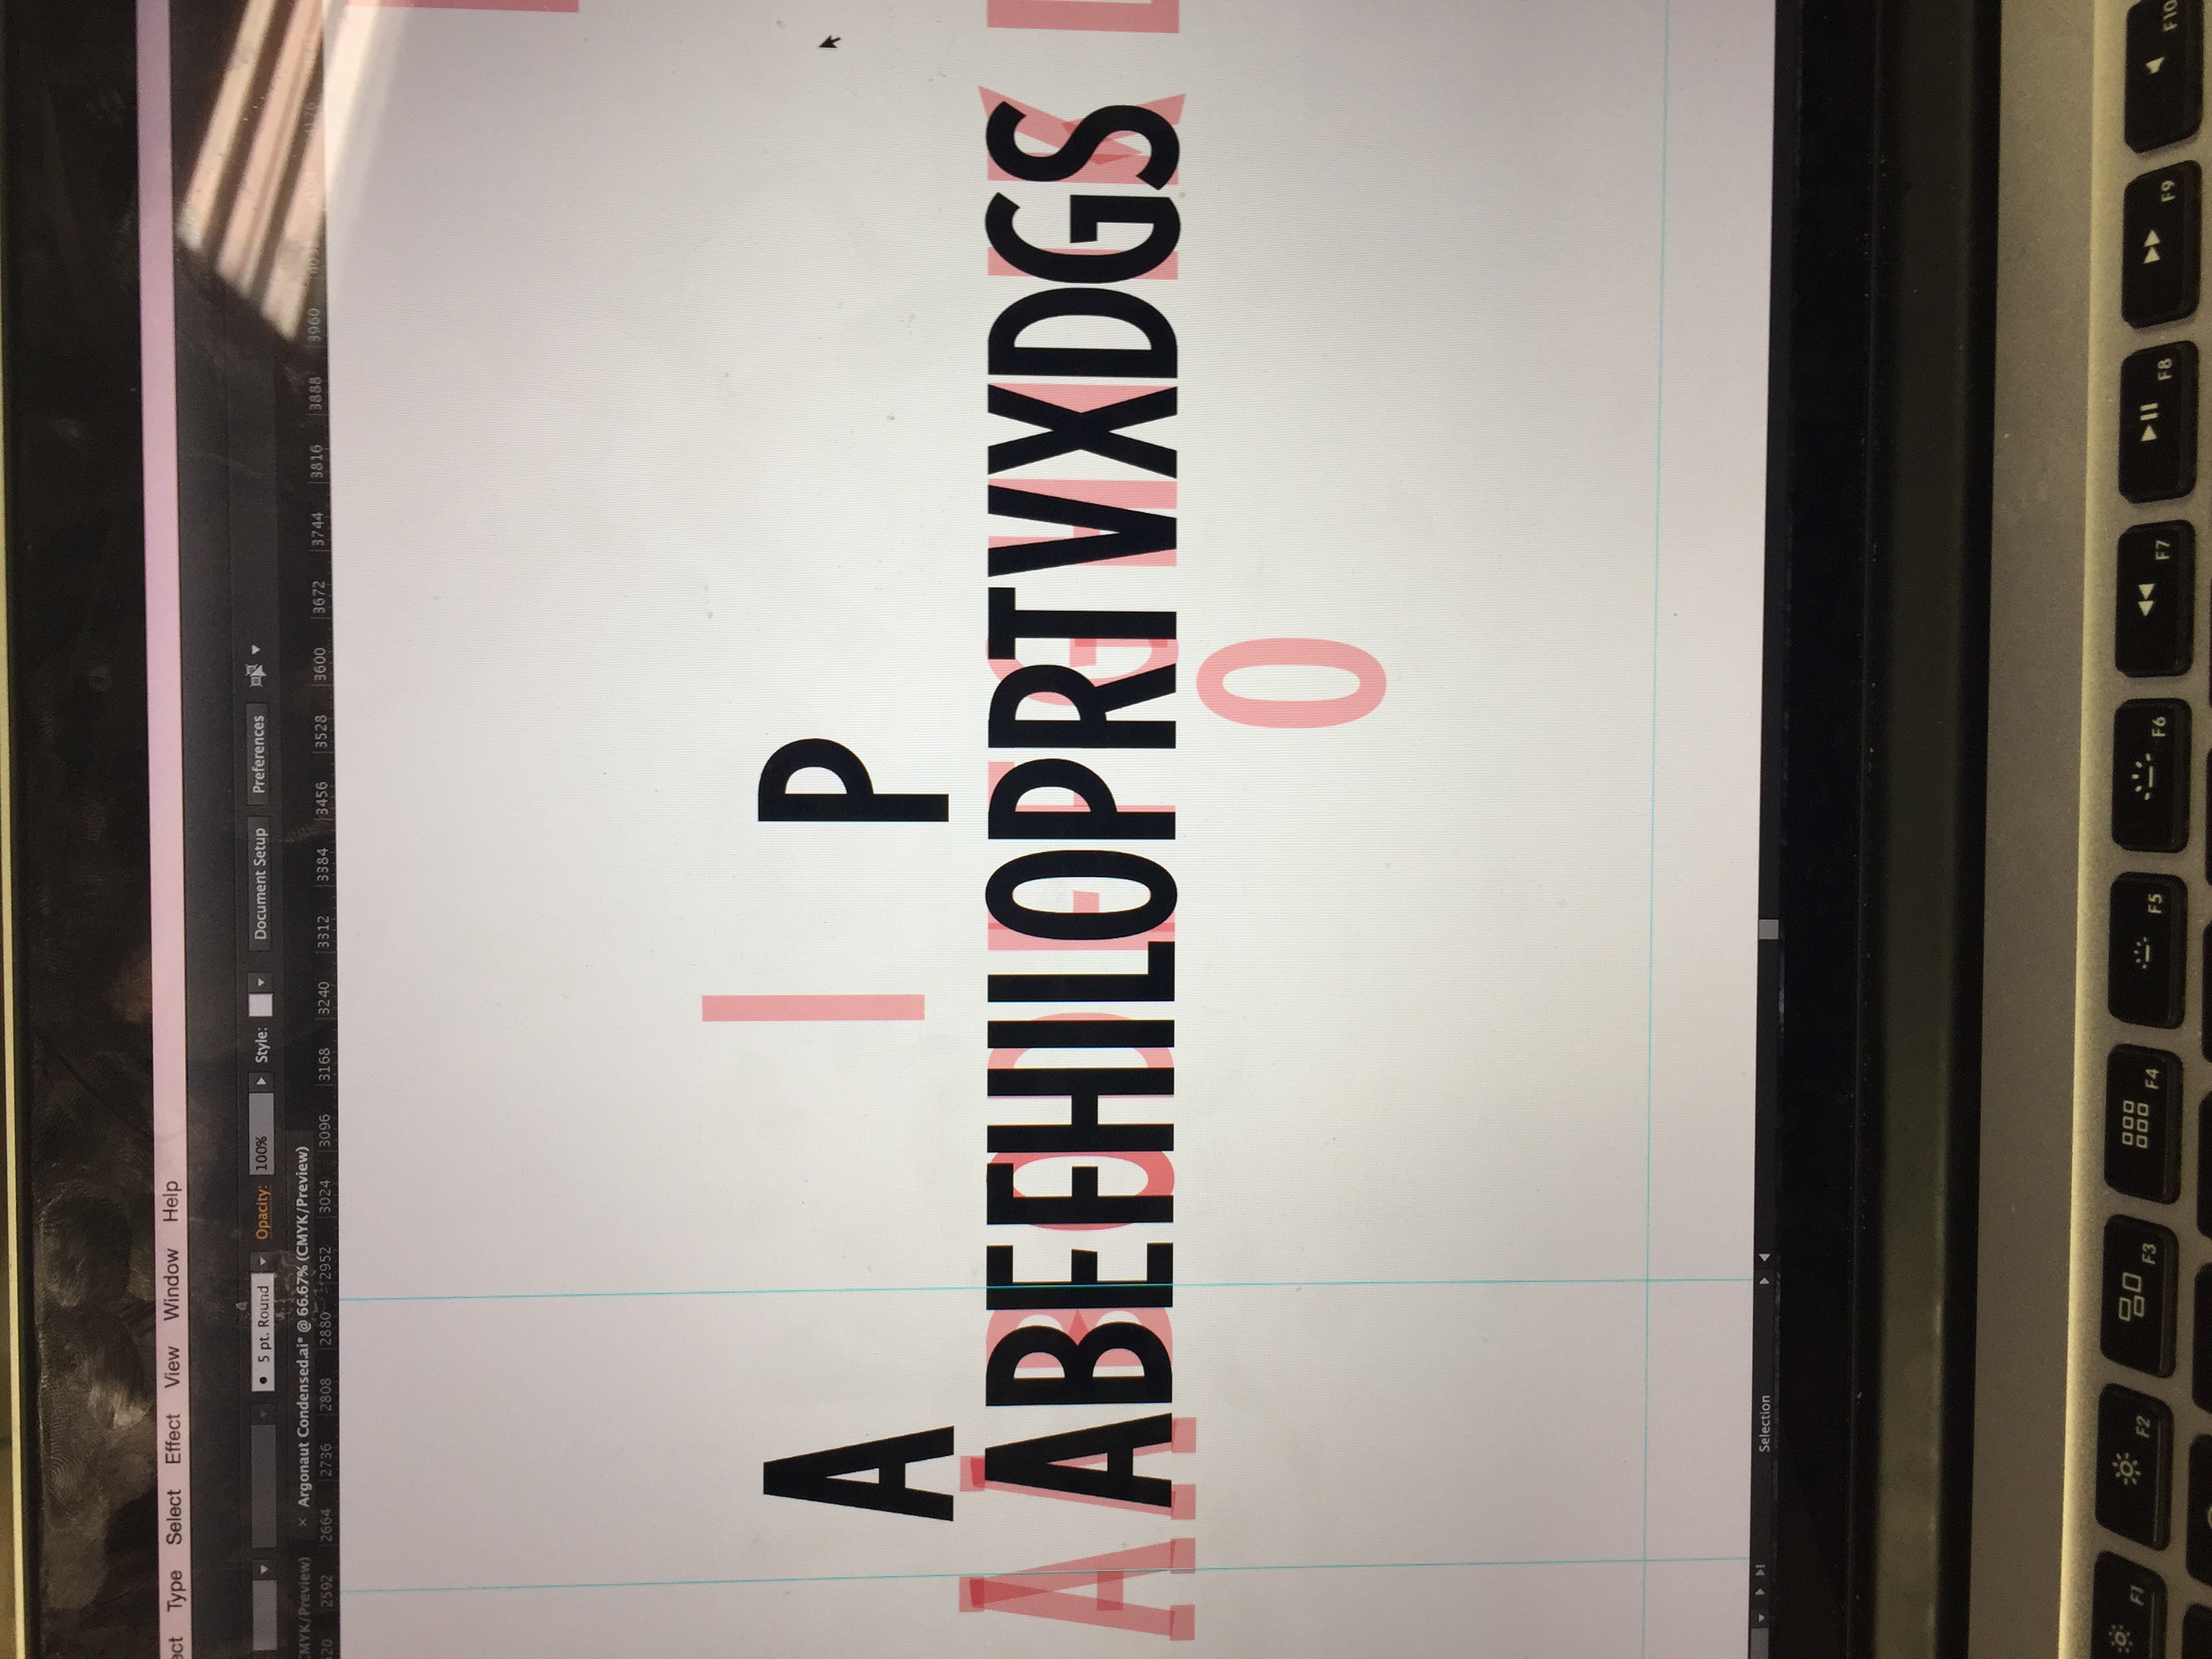 Type Select Effect View Window Help
5 pt. Round Opacity: 100% Style: Document Setup Preferences
CMYK/Preview) × Argonaut Condensed.ai* @ 66.67% (CMYK/Preview)
2592 2664 2736 2808 2880 2952 3024 3096 3168 3240 3312 3384 3456 3528 3600 3672 3744 3816 3888 3960
I
A P
A A B E F G H K
ABEFHILOPRTVXDGS
O
Selection
F1 F2 F3 F4 F5 F6 F7 F8 F9 F10